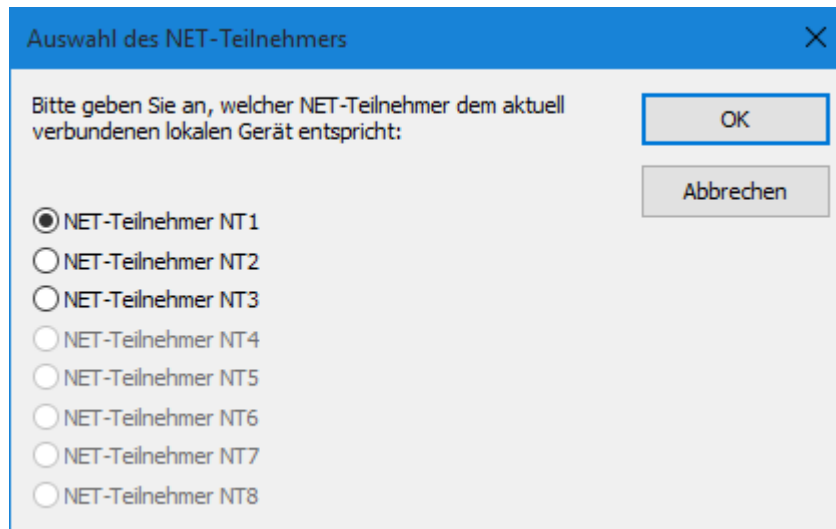 Auswahl des NET-Teilnehmers
Bitte geben Sie an, welcher NET-Teilnehmer dem aktuell
verbundenen lokalen Gerät entspricht:
OK
Abbrechen
NET-Teilnehmer NT1
NET-Teilnehmer NT2
NET-Teilnehmer NT3
NET-Teilnehmer NT4
NET-Teilnehmer NT5
NET-Teilnehmer NT6
NET-Teilnehmer NT7
NET-Teilnehmer NT8